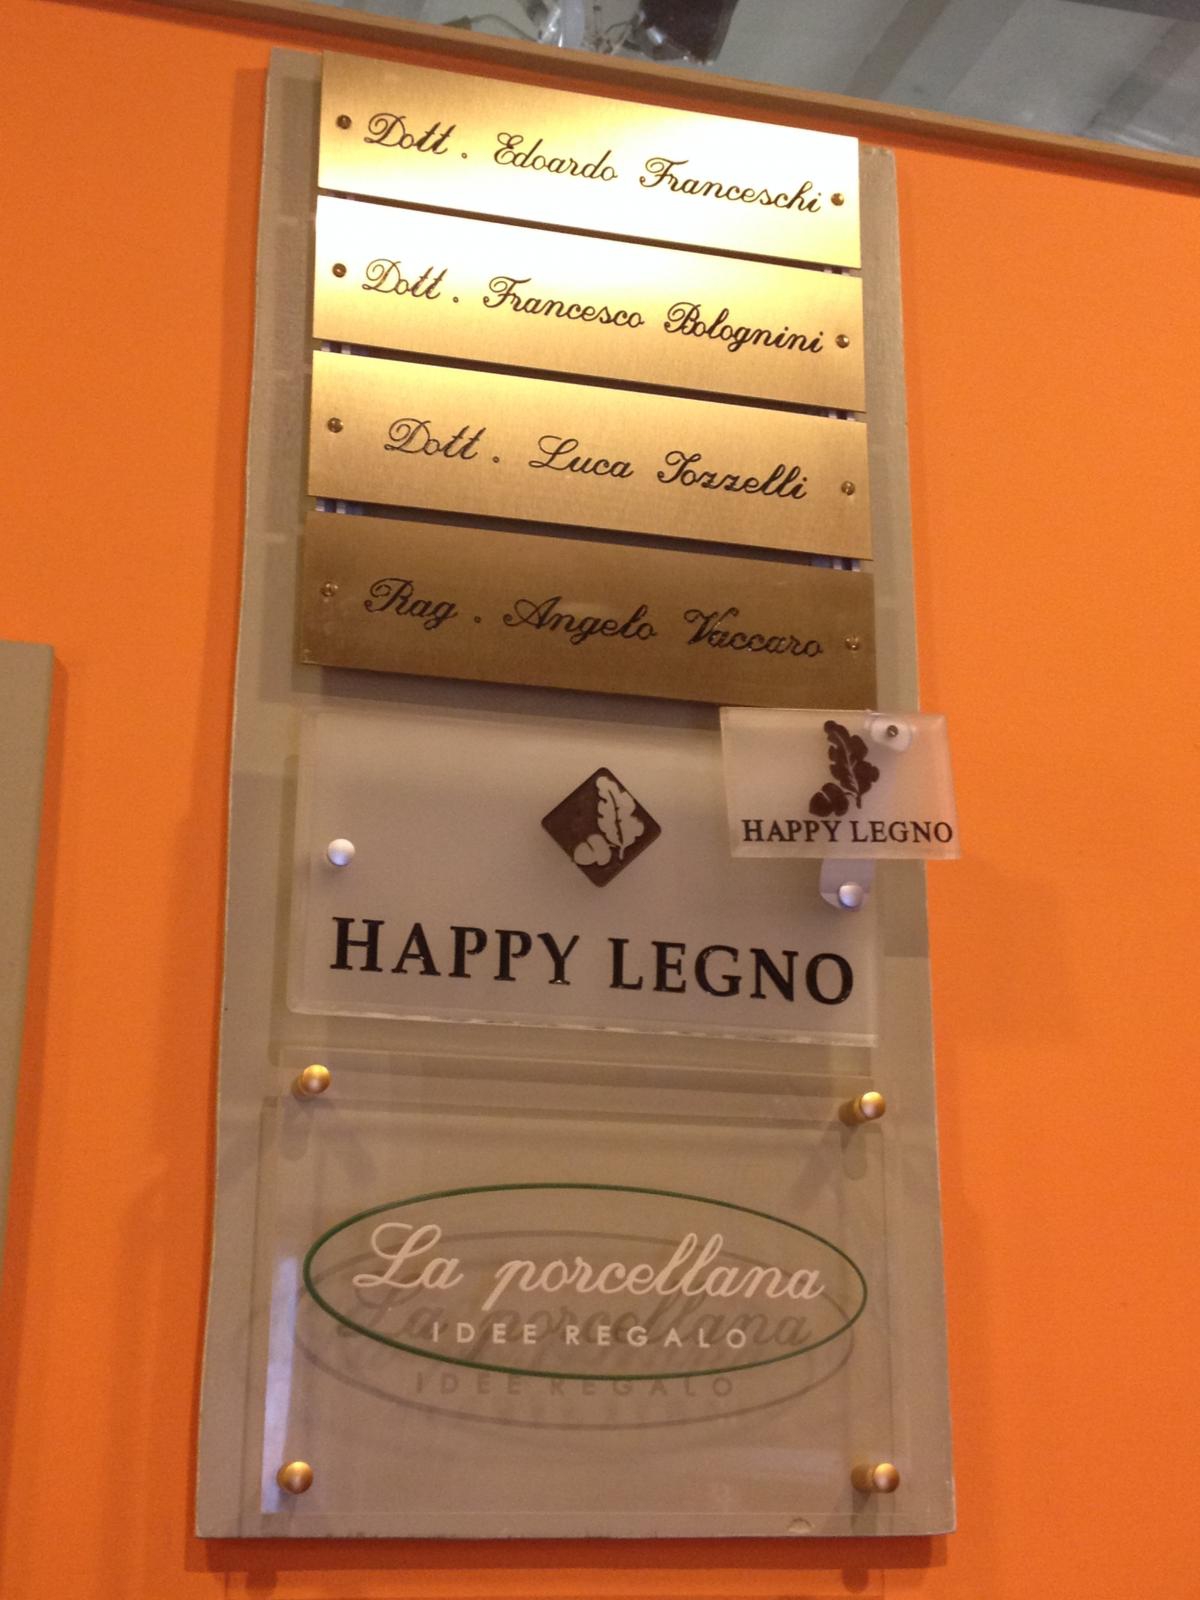 Dott. Edoardo Franceschi
Dott. Francesco Bolognini
Dott. Luca Tozzelli
Rag. Angelo Vaccaro
HAPPY LEGNO
HAPPY LEGNO
La porcellana
IDEE REGALO